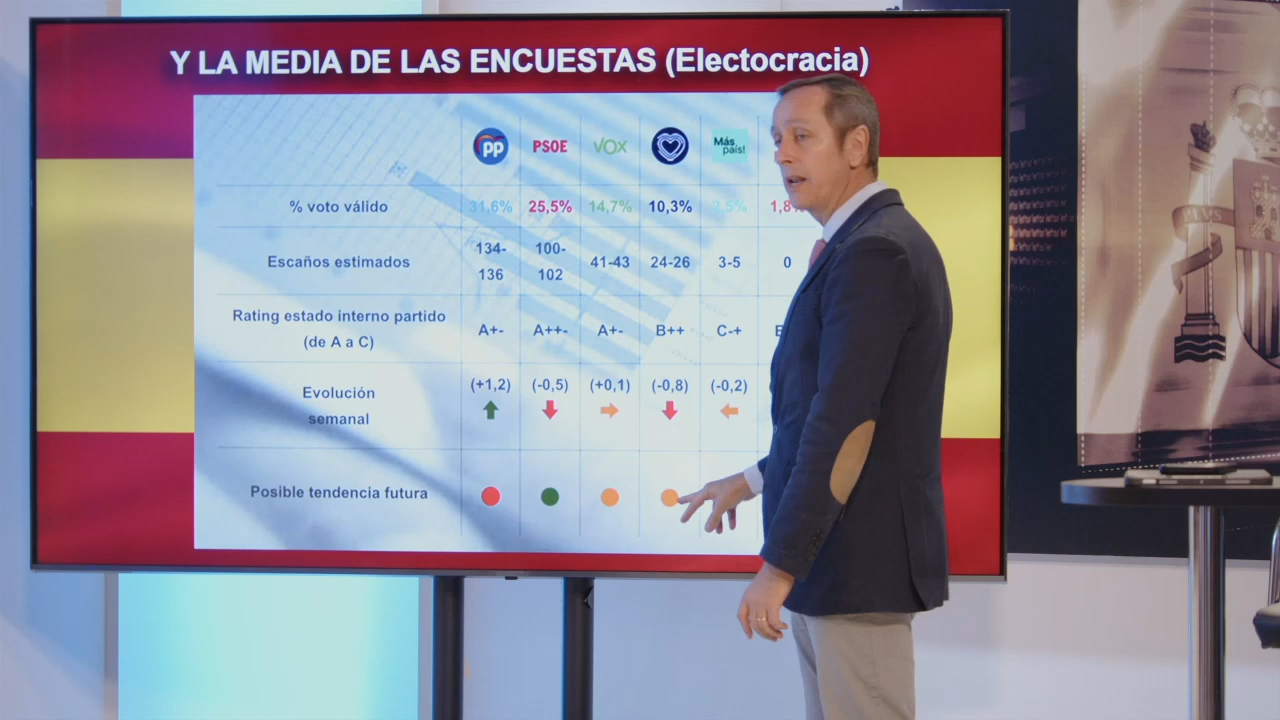 Y LA MEDIA DE LAS ENCUESTAS (Electocracia)
PP PSOE VOX Más país!
% voto válido 31,6% 25,5% 14,7% 10,3% 2,5% 1,8%
Escaños estimados 134-136 100-102 41-43 24-26 3-5 0
Rating estado interno partido (de A a C) A+- A++- A+- B++ C-+
Evolución semanal (+1,2) (-0,5) (+0,1) (-0,8) (-0,2)
Posible tendencia futura
PLVS